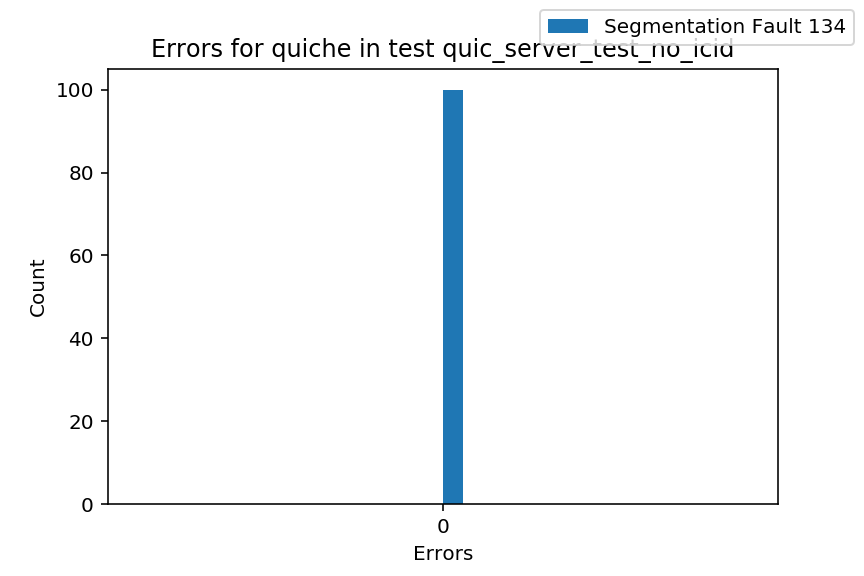 Segmentation Fault 134
Errors for quiche in test quic_server_test_no_icid
100
80
60
40
20
0
Count
0
Errors